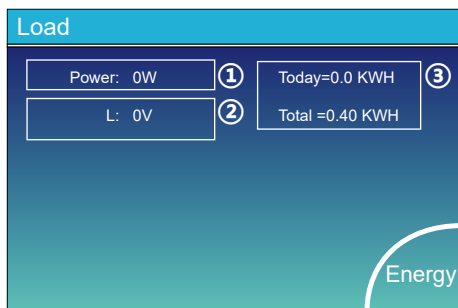 Load
Power: 0W ①
L: 0V ②
Today=0.0 KWH ③
Total =0.40 KWH
Energy